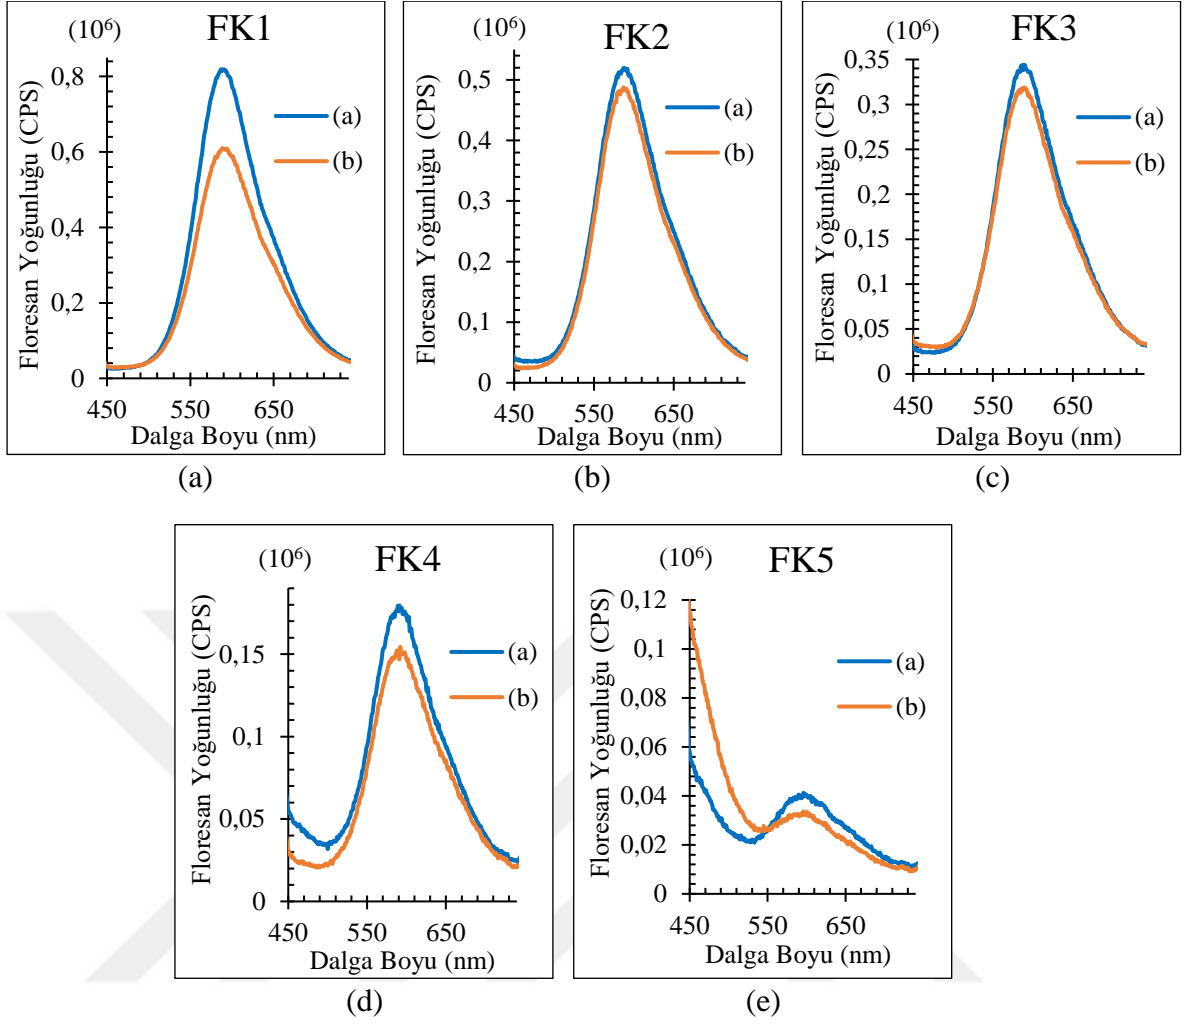 (10⁶)
FK1
Floresan Yoğunluğu (CPS)
0,8
0,6
0,4
0,2
0
450
550
650
Dalga Boyu (nm)
(a)
(b)
(a)
(10⁶)
FK2
Floresan Yoğunluğu (CPS)
0,5
0,4
0,3
0,2
0,1
0
450
550
650
Dalga Boyu (nm)
(a)
(b)
(b)
(10⁶)
FK3
Floresan Yoğunluğu (CPS)
0,35
0,3
0,25
0,2
0,15
0,1
0,05
0
450
550
650
Dalga Boyu (nm)
(a)
(b)
(c)
(10⁶)
FK4
Floresan Yoğunluğu (CPS)
0,15
0,1
0,05
0
450
550
650
Dalga Boyu (nm)
(a)
(b)
(d)
(10⁶)
FK5
Floresan Yoğunluğu (CPS)
0,12
0,1
0,08
0,06
0,04
0,02
0
450
550
650
Dalga Boyu (nm)
(a)
(b)
(e)